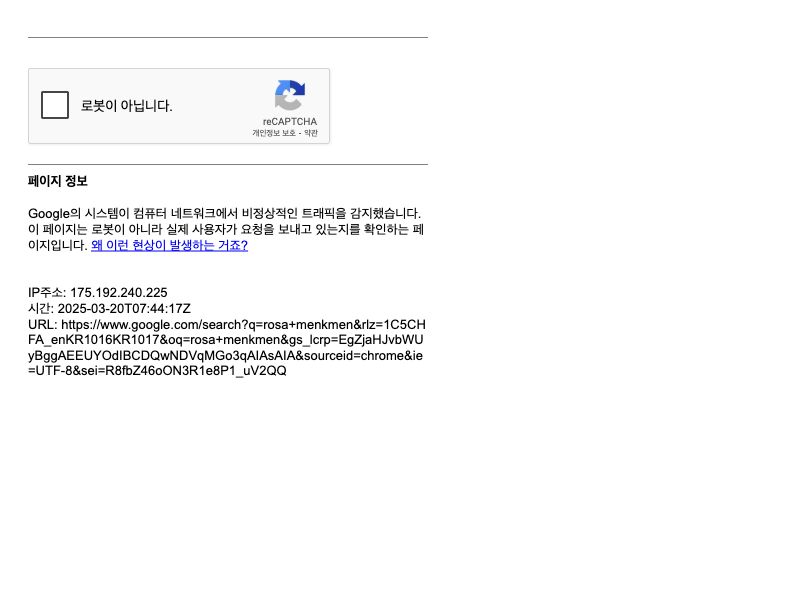 로봇이 아닙니다.
reCAPTCHA
개인정보 보호 - 약관
페이지 정보
Google의 시스템이 컴퓨터 네트워크에서 비정상적인 트래픽을 감지했습니다.
이 페이지는 로봇이 아니라 실제 사용자가 요청을 보내고 있는지를 확인하는 페
이지입니다. 왜 이런 현상이 발생하는 거죠?
IP주소: 175.192.240.225
시간: 2025-03-20T07:44:17Z
URL: https://www.google.com/search?q=rosa+menkmen&rlz=1C5CH
FA_enKR1016KR1017&oq=rosa+menkmen&gs_lcrp=EgZjaHJvbWU
yBggAEEUYOdIBCDQwNDVqMGo3qAIAsAIA&sourceid=chrome&ie
=UTF-8&sei=R8fbZ46oON3R1e8P1_uV2QQ